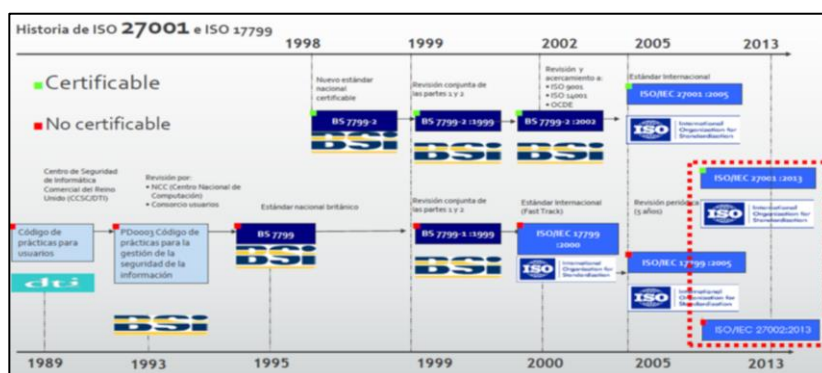 Historia de ISO 27001 e ISO 17799
1998
1999
2002
2005
2013
Certificable
No certificable
Nuevo estándar
nacional
certificable
BS 7799-2
BSi
Revisión conjunta de
las partes 1 y 2
BS 7799-2 :1999
BSi
Revisión y
acercamiento a:
• ISO 9001
• ISO 14001
• OCDE
BS 7799-2 :2002
BSi
Estándar Internacional
ISO/IEC 27001 :2005
ISO
International
Organization for
Standardization
Centro de Seguridad
de Informática
Comercial del Reino
Unido (CCSC/DTI)
Código de
prácticas para
usuarios
dti
Revisión por:
• NCC (Centro Nacional de
Computación)
• Consorcio usuarios
PD0003 Código de
prácticas para la
gestión de la
seguridad de la
información
BSi
Estándar nacional británico
BS 7799
BSi
Revisión conjunta de
las partes 1 y 2
BS 7799-1 :1999
BSi
Estándar Internacional
(Fast Track)
ISO/IEC 17799
:2000
ISO
International
Organization for
Standardization
Revisión periódica
(5 años)
ISO/IEC 17799 :2005
ISO
International
Organization for
Standardization
ISO/IEC 27001 :2013
ISO
International
Organization for
Standardization
ISO/IEC 27002:2013
1989
1993
1995
1999
2000
2005
2013